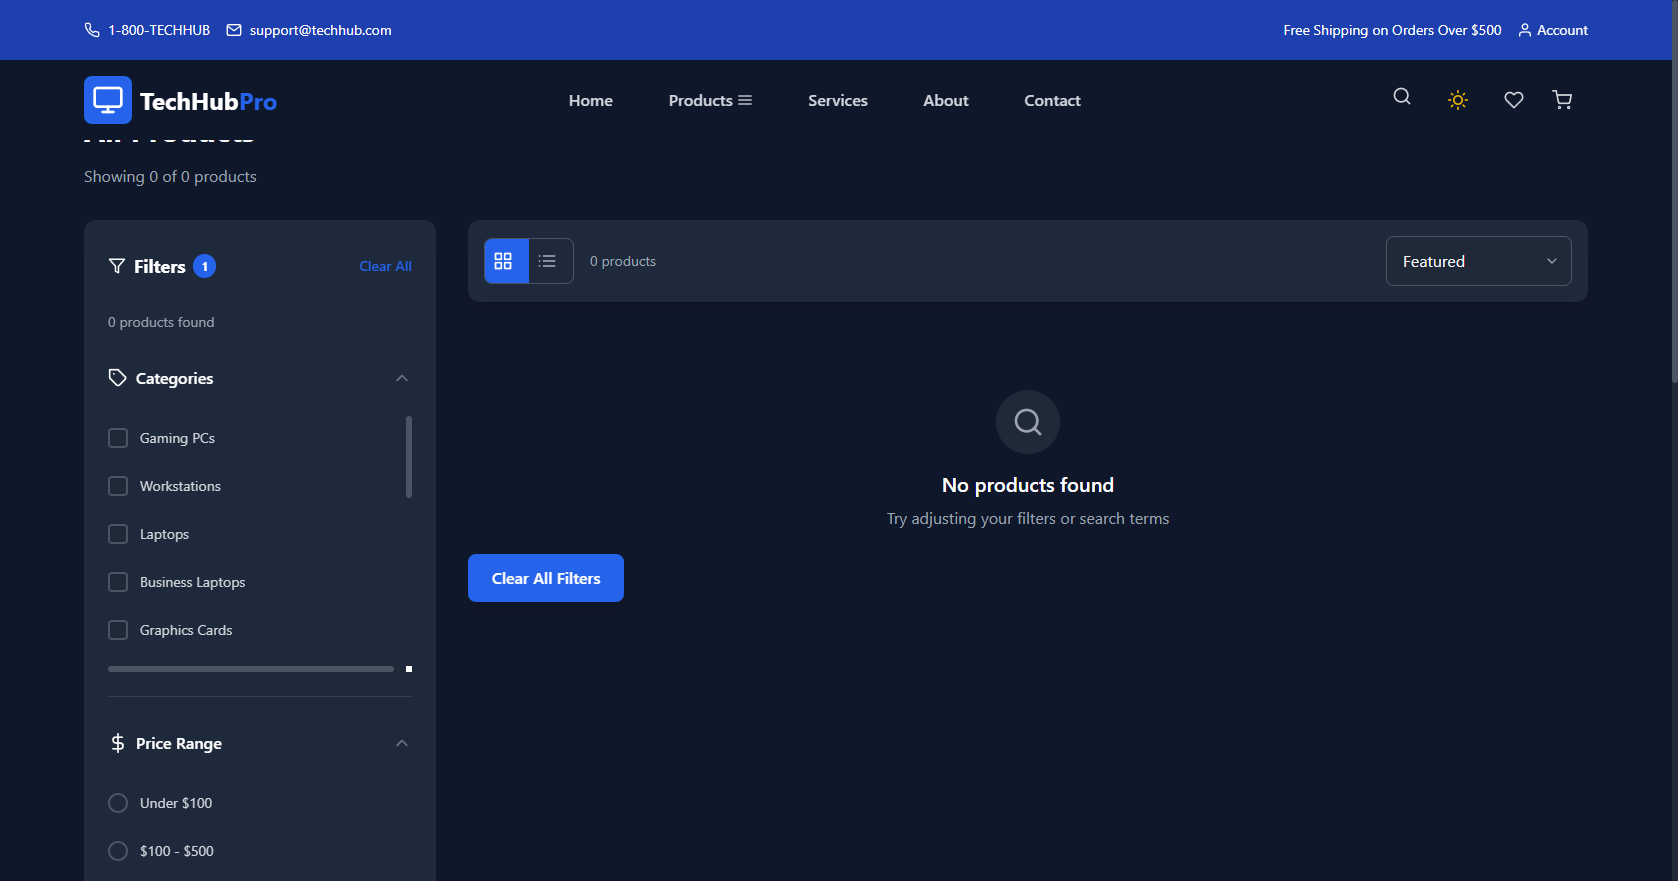 1-800-TECHHUB support@techhub.com Free Shipping on Orders Over $500 Account
TechHubPro Home Products Services About Contact
All Products
Showing 0 of 0 products
Filters 1 Clear All
0 products found
Categories
Gaming PCs
Workstations
Laptops
Business Laptops
Graphics Cards
Price Range
Under $100
$100 - $500
0 products Featured
No products found
Try adjusting your filters or search terms
Clear All Filters